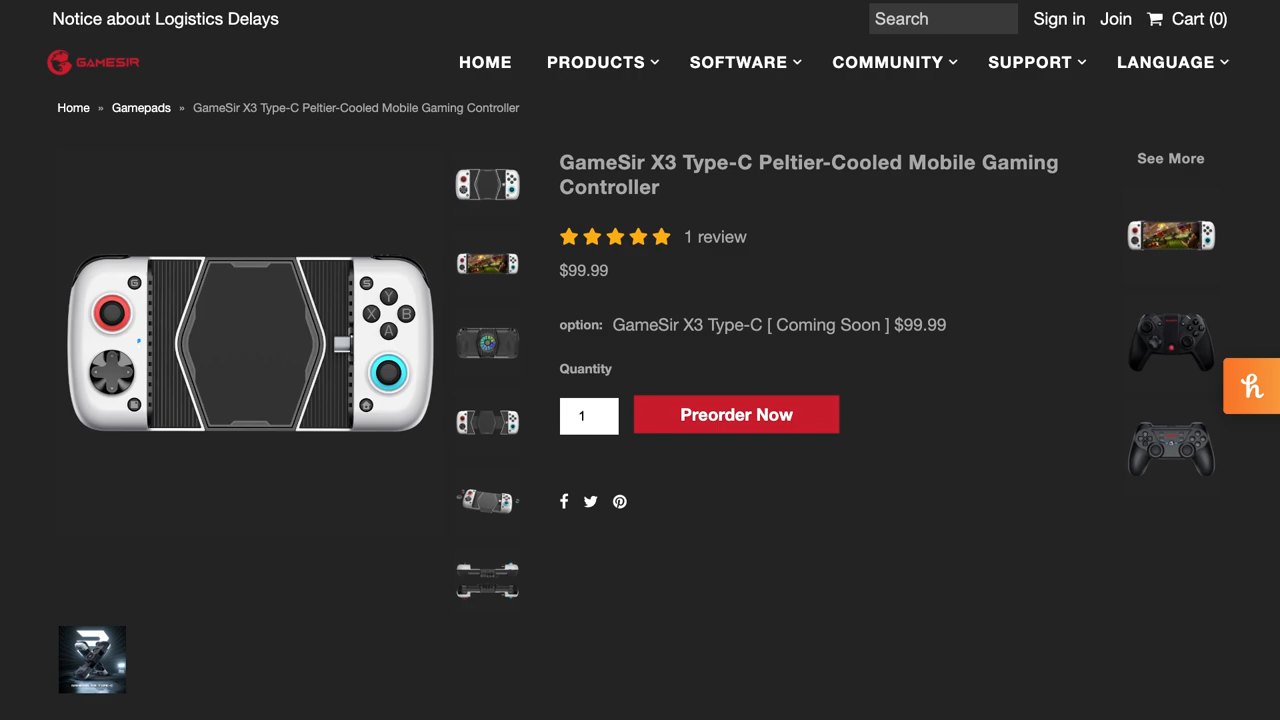 Notice about Logistics Delays
Search
Sign in
Join
Cart (0)
GAMESIR
HOME
PRODUCTS
SOFTWARE
COMMUNITY
SUPPORT
LANGUAGE
Home » Gamepads » GameSir X3 Type-C Peltier-Cooled Mobile Gaming Controller
GameSir X3 Type-C Peltier-Cooled Mobile Gaming
Controller
1 review
$99.99
option: GameSir X3 Type-C [ Coming Soon ] $99.99
Quantity
1
Preorder Now
See More
G
S
Y
X
B
A